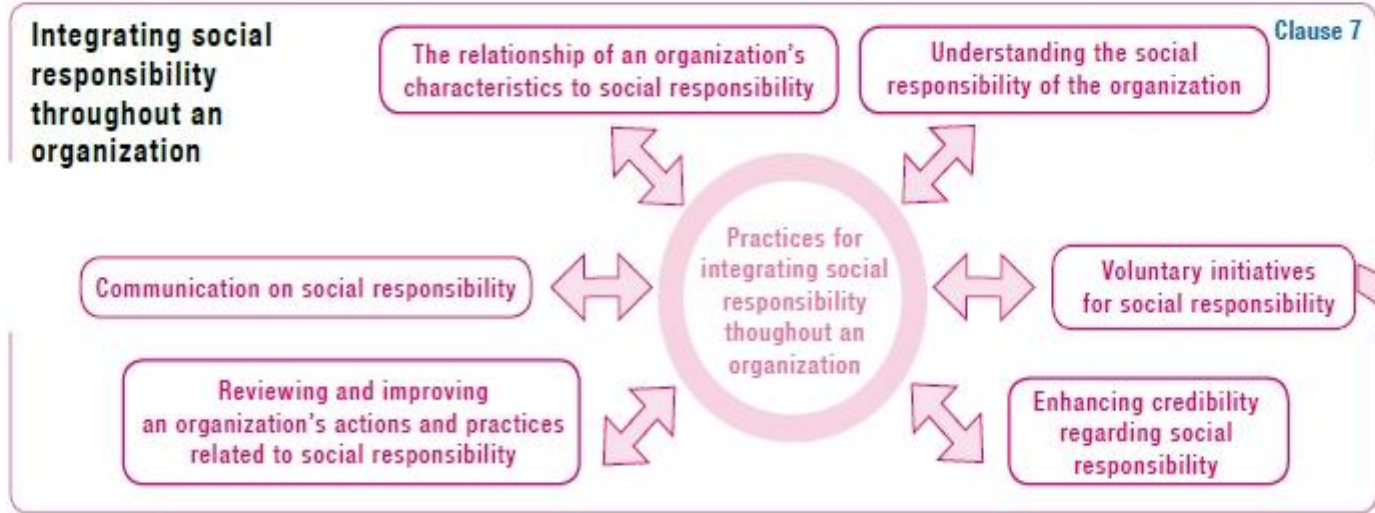 Integrating social
responsibility
throughout an
organization
The relationship of an organization's
characteristics to social responsibility
Understanding the social
responsibility of the organization
Clause 7
Practices for
integrating social
responsibility
thoughout an
organization
Communication on social responsibility
Voluntary initiatives
for social responsibility
Reviewing and improving
an organization's actions and practices
related to social responsibility
Enhancing credibility
regarding social
responsibility